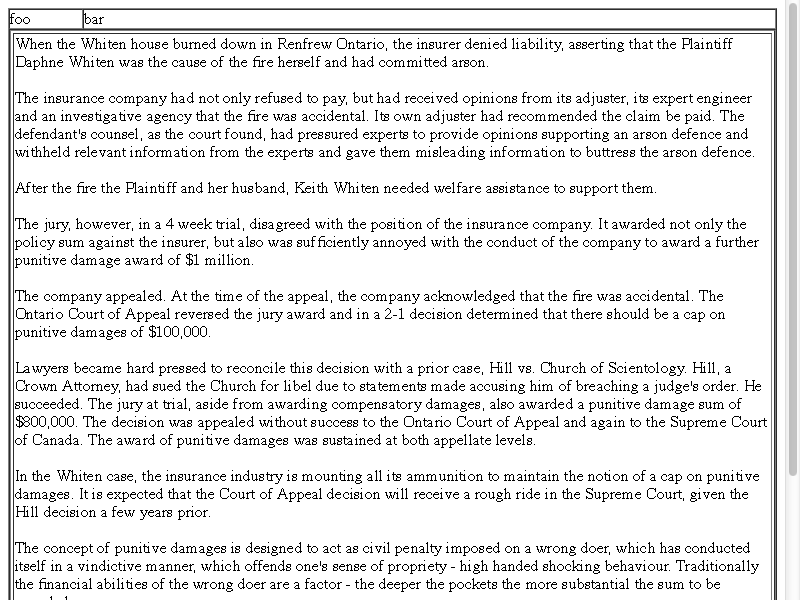 foo bar
When the Whiten house burned down in Renfrew Ontario, the insurer denied liability, asserting that the Plaintiff
Daphne Whiten was the cause of the fire herself and had committed arson.
The insurance company had not only refused to pay, but had received opinions from its adjuster, its expert engineer
and an investigative agency that the fire was accidental. Its own adjuster had recommended the claim be paid. The
defendant's counsel, as the court found, had pressured experts to provide opinions supporting an arson defence and
withheld relevant information from the experts and gave them misleading information to buttress the arson defence.
After the fire the Plaintiff and her husband, Keith Whiten needed welfare assistance to support them.
The jury, however, in a 4 week trial, disagreed with the position of the insurance company. It awarded not only the
policy sum against the insurer, but also was sufficiently annoyed with the conduct of the company to award a further
punitive damage award of $1 million.
The company appealed. At the time of the appeal, the company acknowledged that the fire was accidental. The
Ontario Court of Appeal reversed the jury award and in a 2-1 decision determined that there should be a cap on
punitive damages of $100,000.
Lawyers became hard pressed to reconcile this decision with a prior case, Hill vs. Church of Scientology. Hill, a
Crown Attorney, had sued the Church for libel due to statements made accusing him of breaching a judge's order. He
succeeded. The jury at trial, aside from awarding compensatory damages, also awarded a punitive damage sum of
$800,000. The decision was appealed without success to the Ontario Court of Appeal and again to the Supreme Court
of Canada. The award of punitive damages was sustained at both appellate levels.
In the Whiten case, the insurance industry is mounting all its ammunition to maintain the notion of a cap on punitive
damages. It is expected that the Court of Appeal decision will receive a rough ride in the Supreme Court, given the
Hill decision a few years prior.
The concept of punitive damages is designed to act as civil penalty imposed on a wrong doer, which has conducted
itself in a vindictive manner, which offends one's sense of propriety - high handed shocking behaviour. Traditionally
the financial abilities of the wrong doer are a factor - the deeper the pockets the more substantial the sum to be